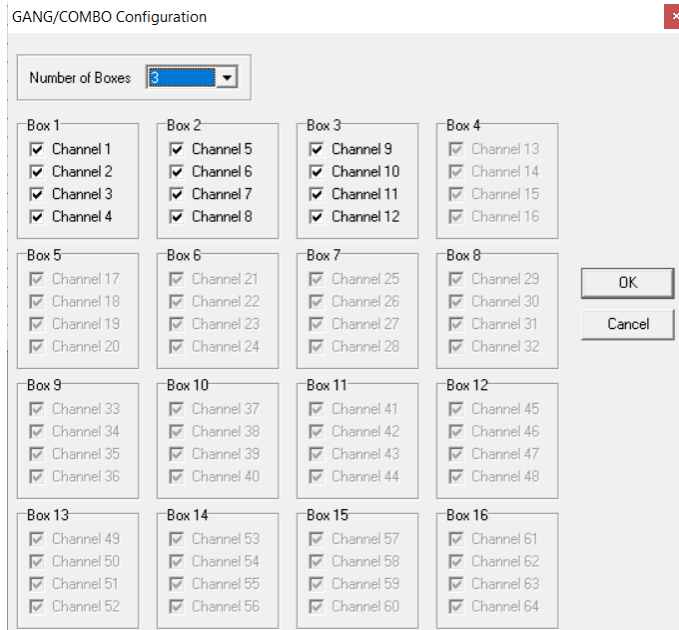 GANG/COMBO Configuration
x
Number of Boxes 3
Box 1 Box 2 Box 3 Box 4
Channel 1 Channel 5 Channel 9 Channel 13
Channel 2 Channel 6 Channel 10 Channel 14
Channel 3 Channel 7 Channel 11 Channel 15
Channel 4 Channel 8 Channel 12 Channel 16
Box 5 Box 6 Box 7 Box 8
Channel 17 Channel 21 Channel 25 Channel 29 OK
Channel 18 Channel 22 Channel 26 Channel 30
Channel 19 Channel 23 Channel 27 Channel 31 Cancel
Channel 20 Channel 24 Channel 28 Channel 32
Box 9 Box 10 Box 11 Box 12
Channel 33 Channel 37 Channel 41 Channel 45
Channel 34 Channel 38 Channel 42 Channel 46
Channel 35 Channel 39 Channel 43 Channel 47
Channel 36 Channel 40 Channel 44 Channel 48
Box 13 Box 14 Box 15 Box 16
Channel 49 Channel 53 Channel 57 Channel 61
Channel 50 Channel 54 Channel 58 Channel 62
Channel 51 Channel 55 Channel 59 Channel 63
Channel 52 Channel 56 Channel 60 Channel 64